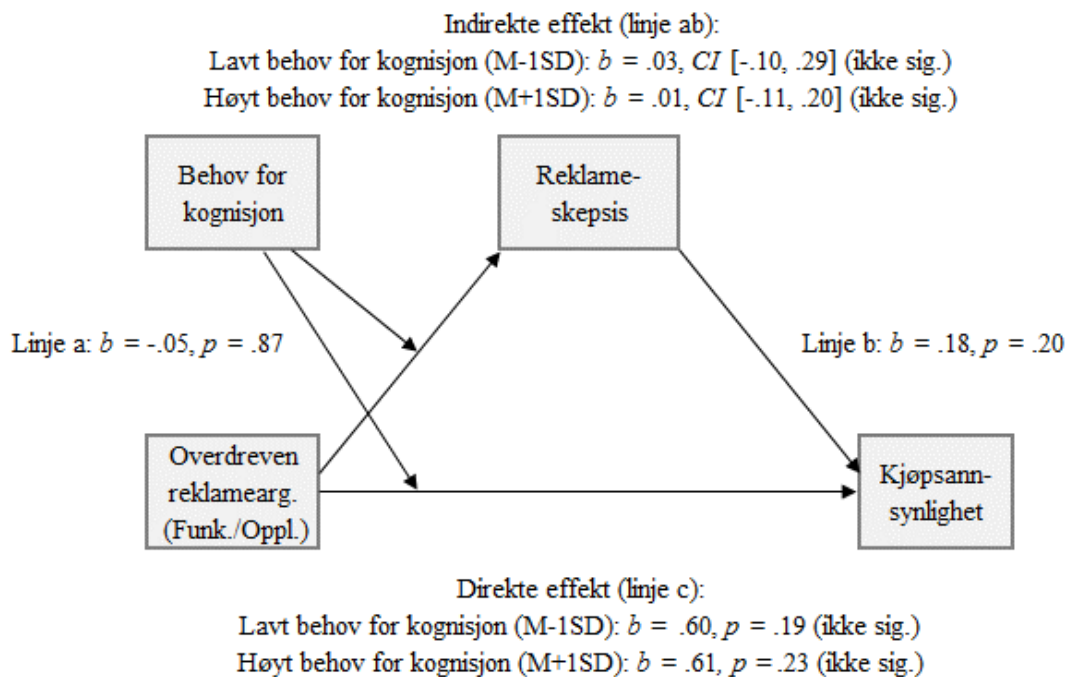 Indirekte effekt (linje ab):
Lavt behov for kognisjon (M-1SD): b = .03, CI [-.10, .29] (ikke sig.)
Høyt behov for kognisjon (M+1SD): b = .01, CI [-.11, .20] (ikke sig.)
Behov for
kognisjon
Reklame-
skepsis
Linje a: b = -.05, p = .87
Linje b: b = .18, p = .20
Overdreven
reklamearg.
(Funk./Oppl.)
Kjøpsann-
synlighet
Direkte effekt (linje c):
Lavt behov for kognisjon (M-1SD): b = .60, p = .19 (ikke sig.)
Høyt behov for kognisjon (M+1SD): b = .61, p = .23 (ikke sig.)